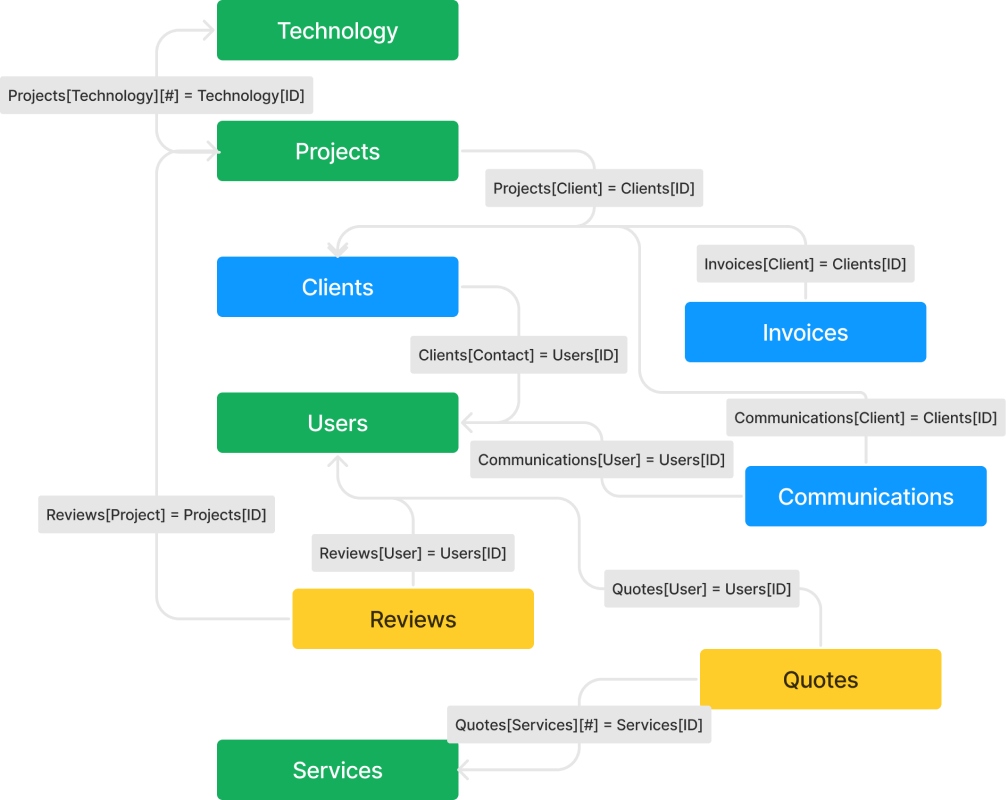 Technology
Projects[Technology][#] = Technology[ID]
Projects
Projects[Client] = Clients[ID]
Invoices[Client] = Clients[ID]
Clients
Invoices
Clients[Contact] = Users[ID]
Communications[Client] = Clients[ID]
Users
Communications[User] = Users[ID]
Communications
Reviews[Project] = Projects[ID]
Reviews[User] = Users[ID]
Quotes[User] = Users[ID]
Reviews
Quotes
Quotes[Services][#] = Services[ID]
Services